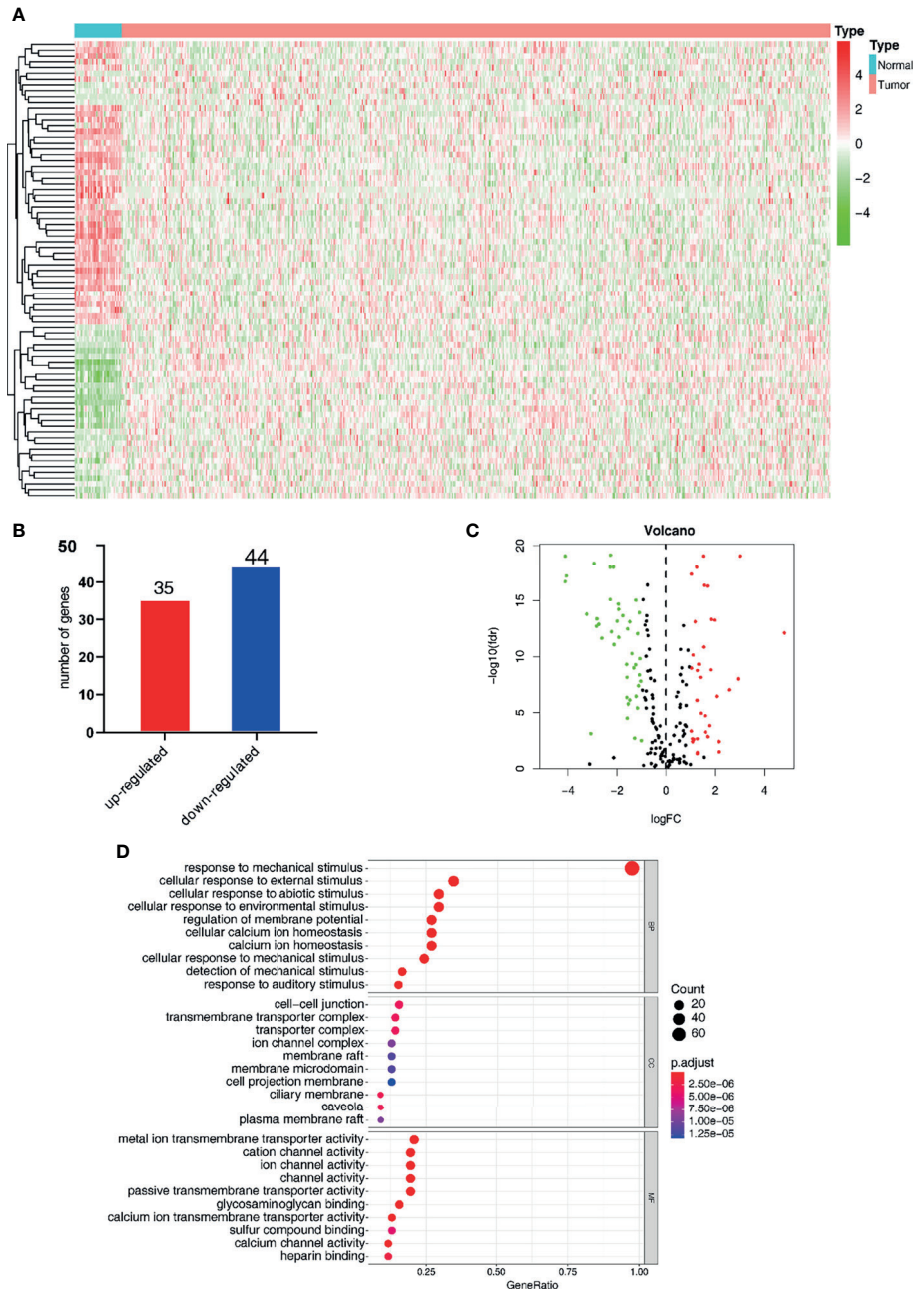 A
Type
4
2
0
−2
−4
Type
Normal
Tumor
B
number of genes
50
40
30
20
10
0
35
44
up-regulated
down-regulated
C
Volcano
−log10(fdr)
20
15
10
5
0
−4
−2
0
2
4
logFC
D
response to mechanical stimulus
cellular response to external stimulus
cellular response to abiotic stimulus
cellular response to environmental stimulus
regulation of membrane potential
cellular calcium ion homeostasis
calcium ion homeostasis
cellular response to mechanical stimulus
detection of mechanical stimulus
response to auditory stimulus
BP
cell−cell junction
transmembrane transporter complex
transporter complex
ion channel complex
membrane raft
membrane microdomain
cell projection membrane
ciliary membrane
caveola
plasma membrane raft
CC
metal ion transmembrane transporter activity
cation channel activity
ion channel activity
channel activity
passive transmembrane transporter activity
glycosaminoglycan binding
calcium ion transmembrane transporter activity
sulfur compound binding
calcium channel activity
heparin binding
MF
0.25
0.50
0.75
1.00
GeneRatio
Count
20
40
60
p.adjust
2.50e−06
5.00e−06
7.50e−06
1.00e−05
1.25e−05